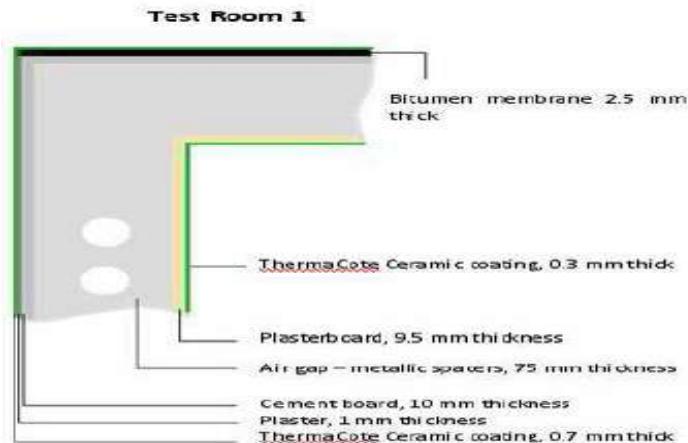 Test Room 1
Bitumen membrane 2.5 mm
thick
ThermaCote Ceramic coating, 0.3 mm thick
Plasterboard, 9.5 mm thickness
Air gap – metallic spacers, 75 mm thickness
Cement board, 10 mm thickness
Plaster, 1 mm thickness
ThermaCote Ceramic coating, 0.7 mm thick